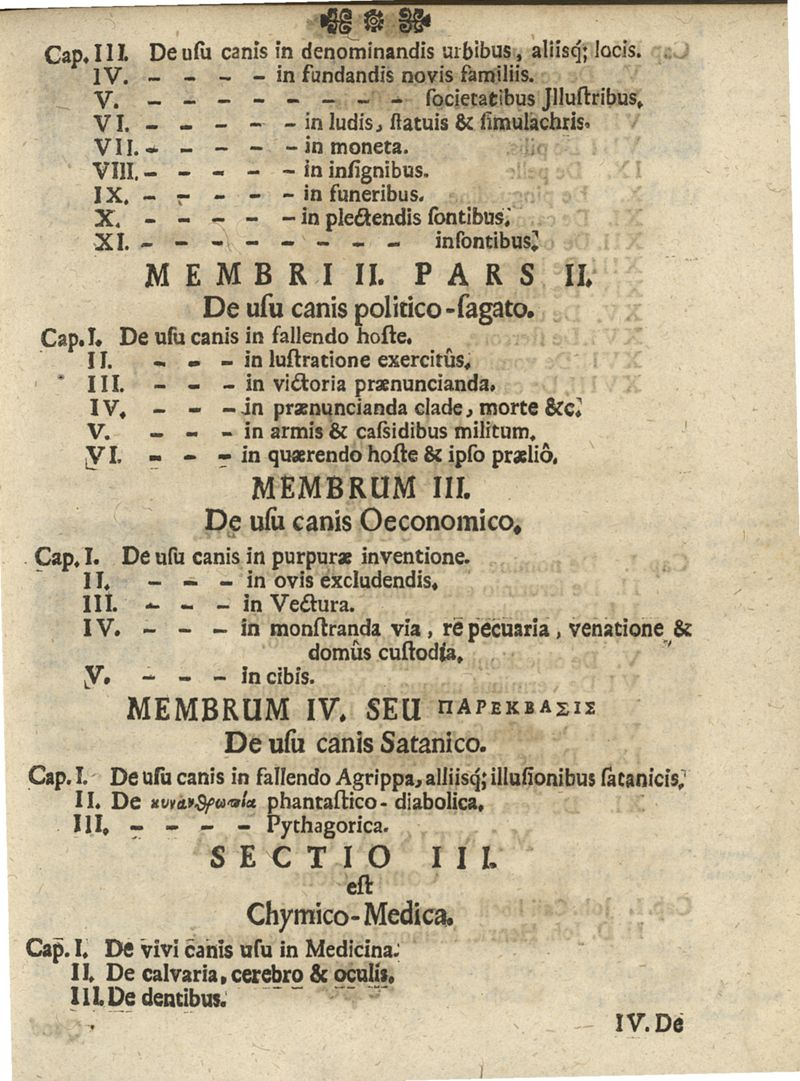 Cap. III. De uſu canis in denominandis urbibus, aliisq́; locis.
IV. - - - - in fundandis novis familiis.
V. - - - - - - - - ſocietatibus Jlluſtribus.
VI. - - - - - in ludis, ſtatuis & ſimulachris.
VII. - - - - - in moneta.
VIII. - - - - - in inſignibus.
IX. - - - - - in funeribus.
X. - - - - - in plectendis ſontibus.
XI. - - - - - - - - inſontibus.
MEMBRI II. PARS II.
De uſu canis politico-ſagato.
Cap. I. De uſu canis in fallendo hoſte.
II. - - - in luſtratione exercitûs.
III. - - - in victoria prænuncianda.
IV. - - - in prænuncianda clade, morte &c.
V. - - - in armis & caſsidibus militum.
VI. - - - in quærendo hoſte & ipſo præliô.
MEMBRUM III.
De uſu canis Oeconomico.
Cap. I. De uſu canis in purpuræ inventione.
II. - - - in ovis excludendis.
III. - - - in Vectura.
IV. - - - in monſtranda via, re pecuaria, venatione &
domûs cuſtodia.
V. - - - in cibis.
MEMBRUM IV. SEU ΠΑΡΕΚΒΑΣΙΣ
De uſu canis Satanico.
Cap. I. De uſu canis in fallendo Agrippa, alliisq́; illuſionibus ſatanicis.
II. De κυνανθρωπία phantaſtico-diabolica.
III. - - - - Pythagorica.
SECTIO III.
eſt
Chymico-Medica.
Cap. I. De vivi canis uſu in Medicina.
II. De calvaria, cerebro & oculis.
III. De dentibus.
IV. De